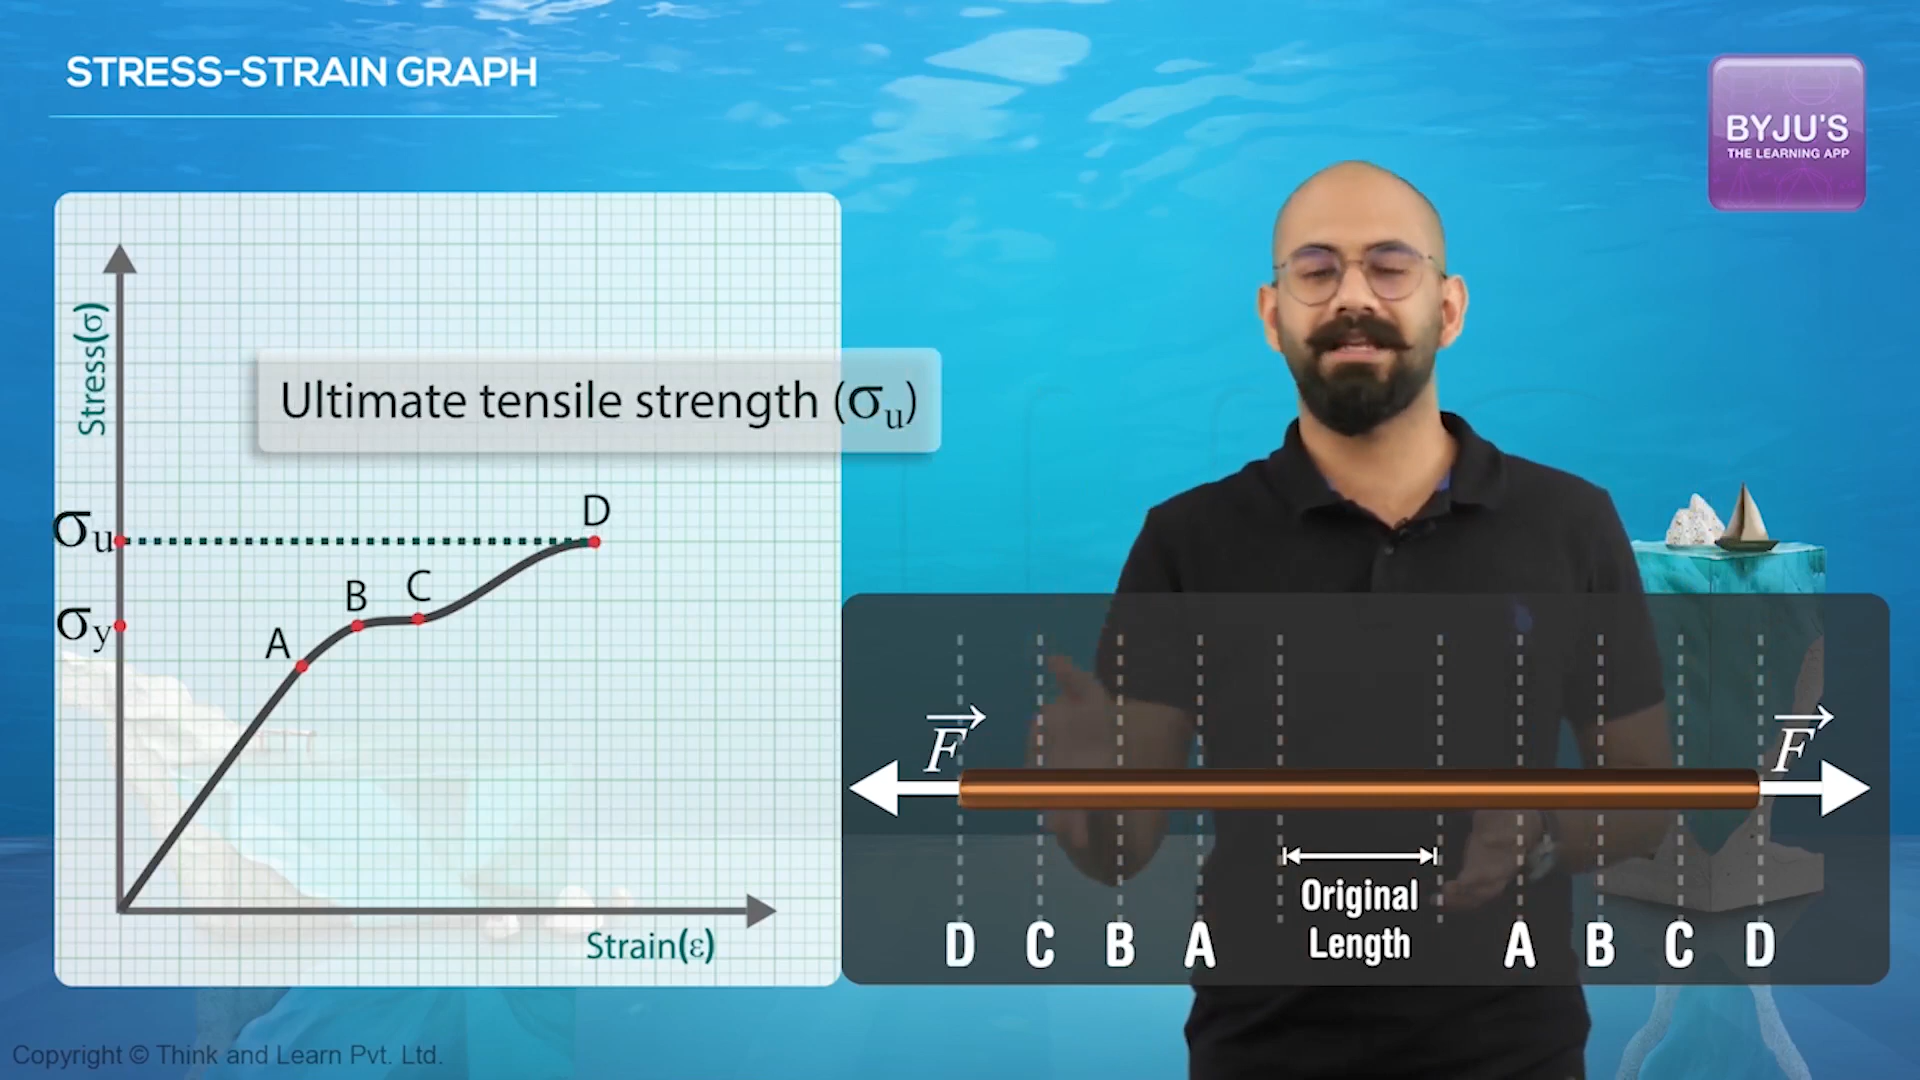 STRESS-STRAIN GRAPH
BYJU'S
THE LEARNING APP
Stress(σ)
Ultimate tensile strength (σᵤ)
D
σᵤ
B
C
σy
A
F
F
Original
Length
D C B A A B C D
Strain(ε)
Copyright © Think and Learn Pvt. Ltd.